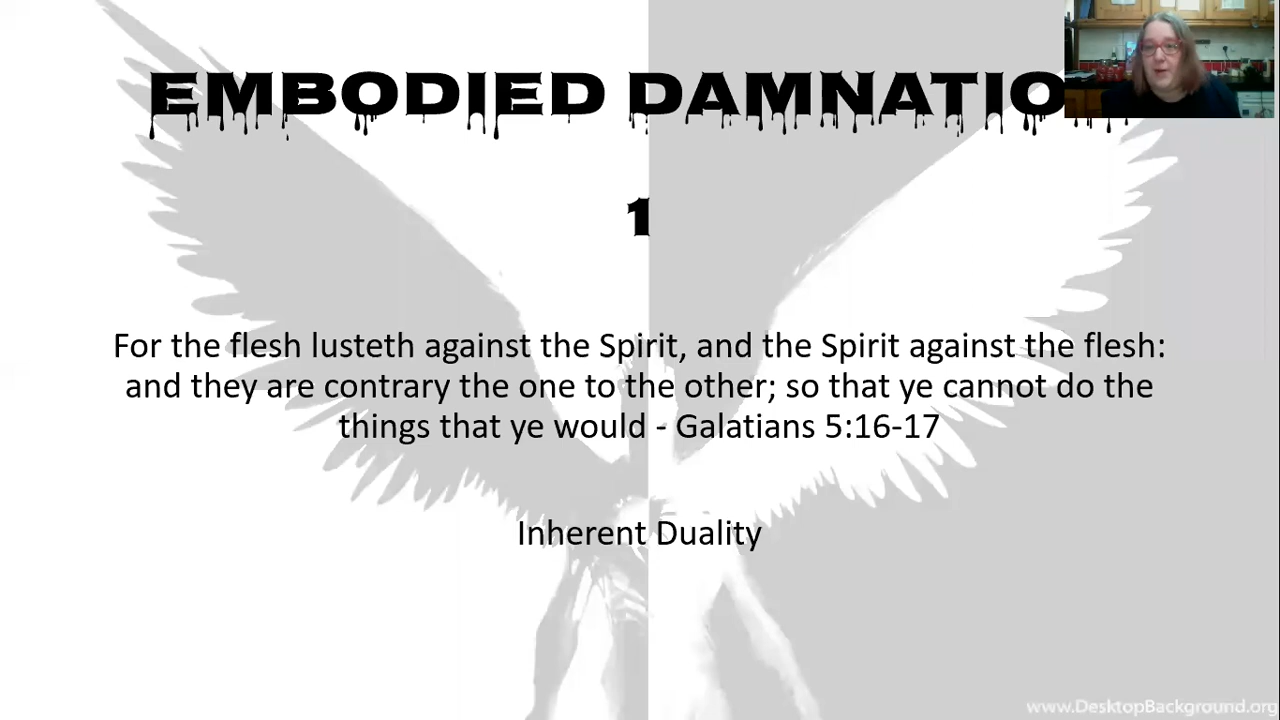 EMBODIED DAMNATIO
1
For the flesh lusteth against the Spirit, and the Spirit against the flesh:
and they are contrary the one to the other; so that ye cannot do the
things that ye would - Galatians 5:16-17
Inherent Duality
www.DesktopBackground.org